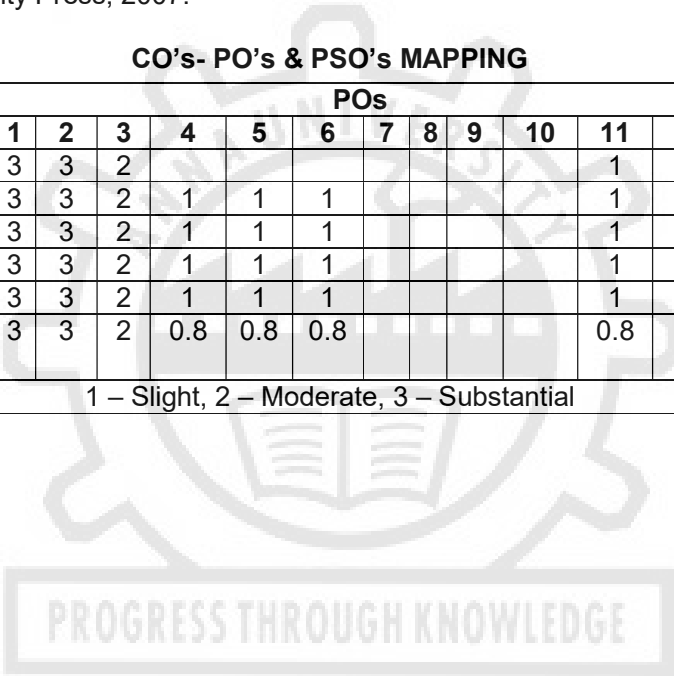 ity Press, 2007.
CO's- PO's & PSO's MAPPING
POs
1 2 3 4 5 6 7 8 9 10 11
3 3 2 1
3 3 2 1 1 1 1
3 3 2 1 1 1 1
3 3 2 1 1 1 1
3 3 2 1 1 1 1
3 3 2 0.8 0.8 0.8 0.8
1 – Slight, 2 – Moderate, 3 – Substantial
ANNA UNIVERSITY
PROGRESS THROUGH KNOWLEDGE